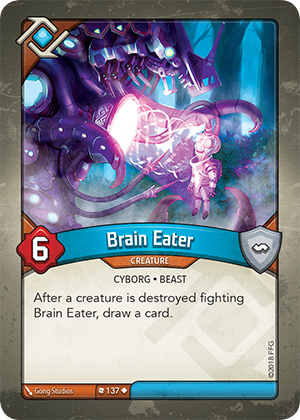 Brain Eater
CREATURE
6
CYBORG • BEAST
After a creature is destroyed fighting
Brain Eater, draw a card.
Gong Studios
137
©2018 FFG